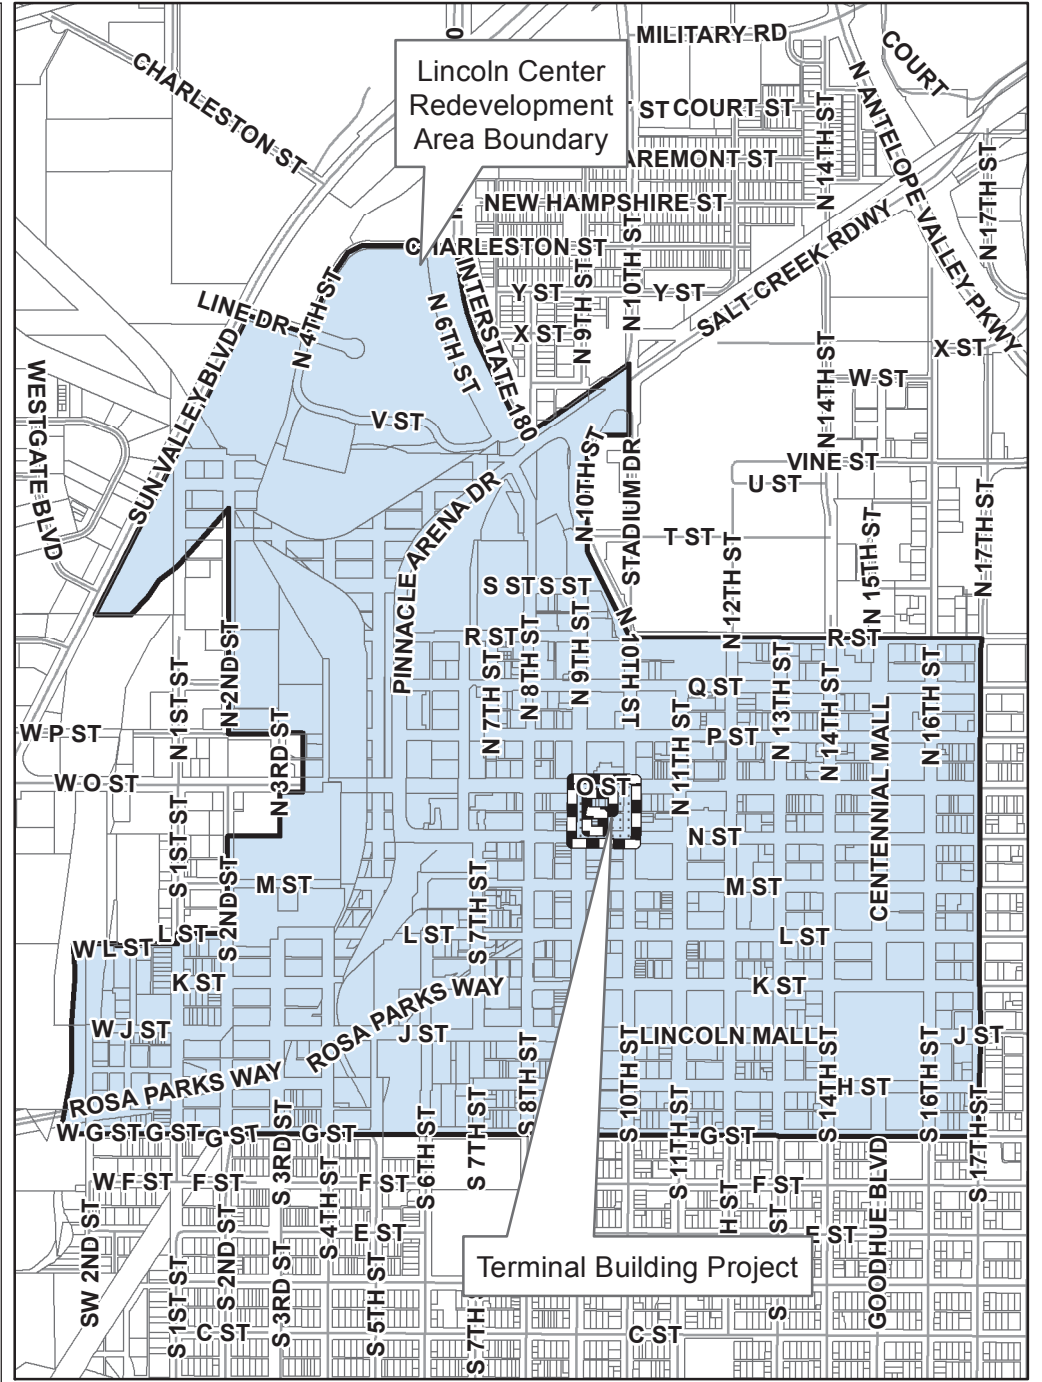 MILITARY RD
COURT
CHARLESTON ST
Lincoln Center
Redevelopment
Area Boundary
N ANTELOPE VALLEY PKWY
ST
COURT ST
N 14TH ST
N 17TH ST
AREMONT ST
NEW HAMPSHIRE ST
CHARLESTON ST
N 10TH ST
SALT CREEK RDWY
INTERSTATE 180
N 4TH ST
LINE DR
N 6TH ST
Y ST
Y ST
N 9TH ST
X ST
X ST
SUN VALLEY BLVD
WESTGATE BLVD
N 14TH ST
W ST
V ST
VINE ST
U ST
N 10TH ST
STADIUM DR
PINNACLE ARENA DR
N 17TH ST
T ST
N 12TH ST
N 15TH ST
S ST
S ST
N 10TH ST
R ST
R ST
N 7TH ST
N 8TH ST
N 9TH ST
N 1ST ST
N 2ND ST
N 3RD ST
Q ST
P ST
N 11TH ST
N 13TH ST
N 14TH ST
CENTENNIAL MALL
N 16TH ST
W P ST
W O ST
O ST
N ST
S 1ST ST
S 2ND ST
M ST
M ST
S 7TH ST
L ST
W L ST
L ST
L ST
K ST
K ST
ROSA PARKS WAY
W J ST
J ST
LINCOLN MALL
J ST
S 8TH ST
S 10TH ST
S 14TH ST
S 16TH ST
ROSA PARKS WAY
H ST
S 17TH ST
W G ST
G ST
G ST
G ST
G ST
S 3RD ST
S 4TH ST
S 6TH ST
S 7TH ST
S 11TH ST
W F ST
F ST
F ST
F ST
H ST
ST
GOODHUE BLVD
SW 2ND ST
S 2ND ST
E ST
E ST
S 1ST ST
S 3RD ST
S 5TH ST
S 7TH ST
Terminal Building Project
S
C ST
C ST